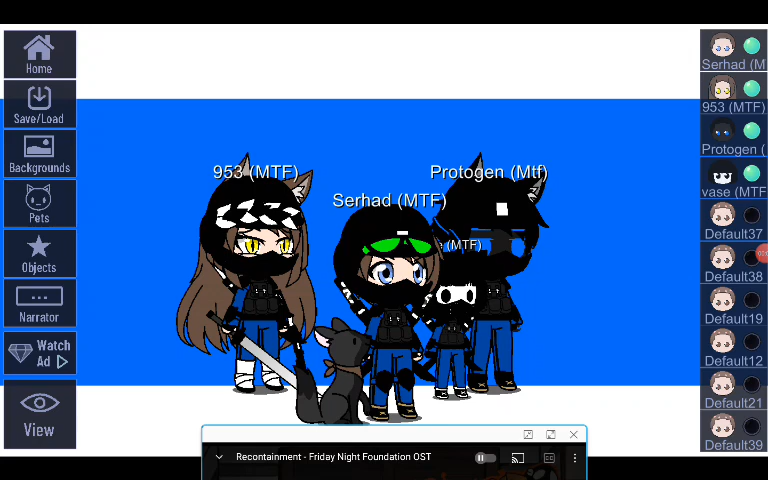 Home
Save/Load
Backgrounds
Pets
Objects
Narrator
Watch
Ad
View
953 (MTF)
Serhad (MTF)
Protogen (Mtf)
(MTF)
Serhad (M
953 (MTF)
Protogen (
vase (MTF
Default37
Default38
Default19
Default12
Default21
Default39
Recontainment - Friday Night Foundation OST